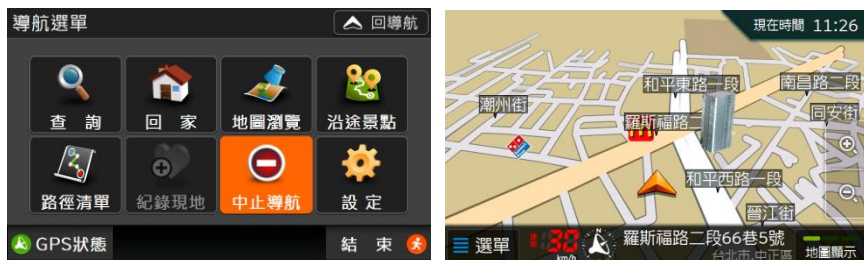 導航選單
回導航
查 詢
回 家
地圖瀏覽
沿途景點
路徑清單
紀錄現地
中止導航
設 定
GPS狀態
結 束
現在時間 11:26
和平東路一段
南昌路二段
潮州街
同安街
羅斯福路二
和平西路一段
晉江街
選單
30
km/h
N
羅斯福路二段66巷5號
台北市-中正區
地圖顯示